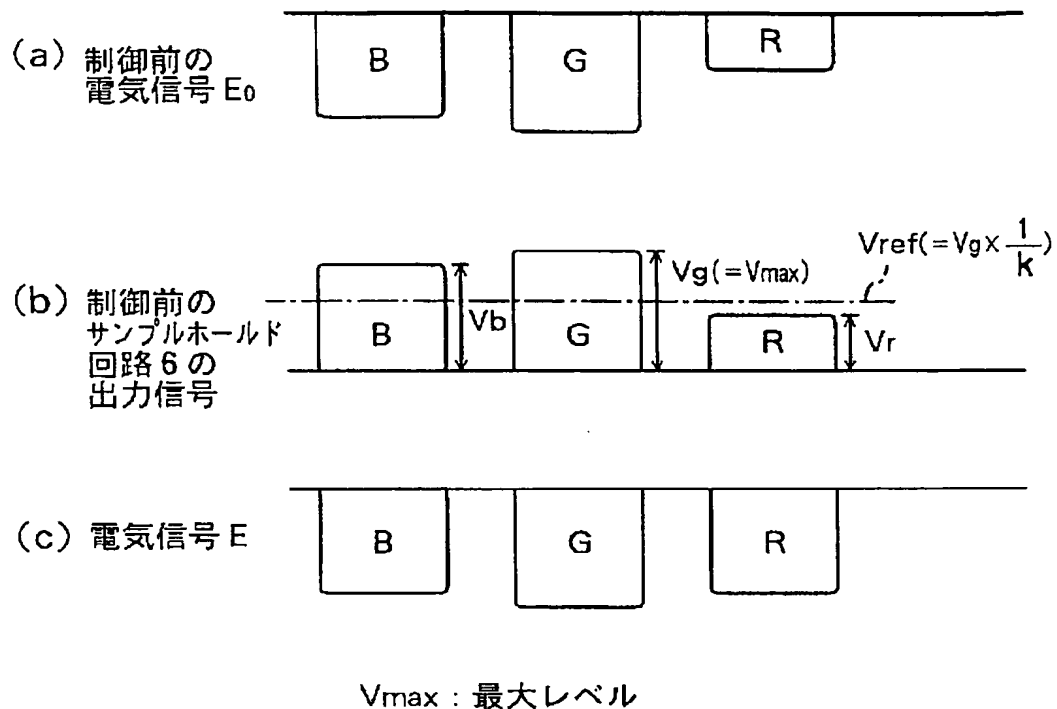 (a) 制御前の
電気信号 E₀
B
G
R
(b) 制御前の
サンプルホールド
回路6の
出力信号
B
Vb
G
Vg(=Vmax)
R
Vr
Vref(=Vg×1/k)
(c) 電気信号 E
B
G
R
Vmax : 最大レベル